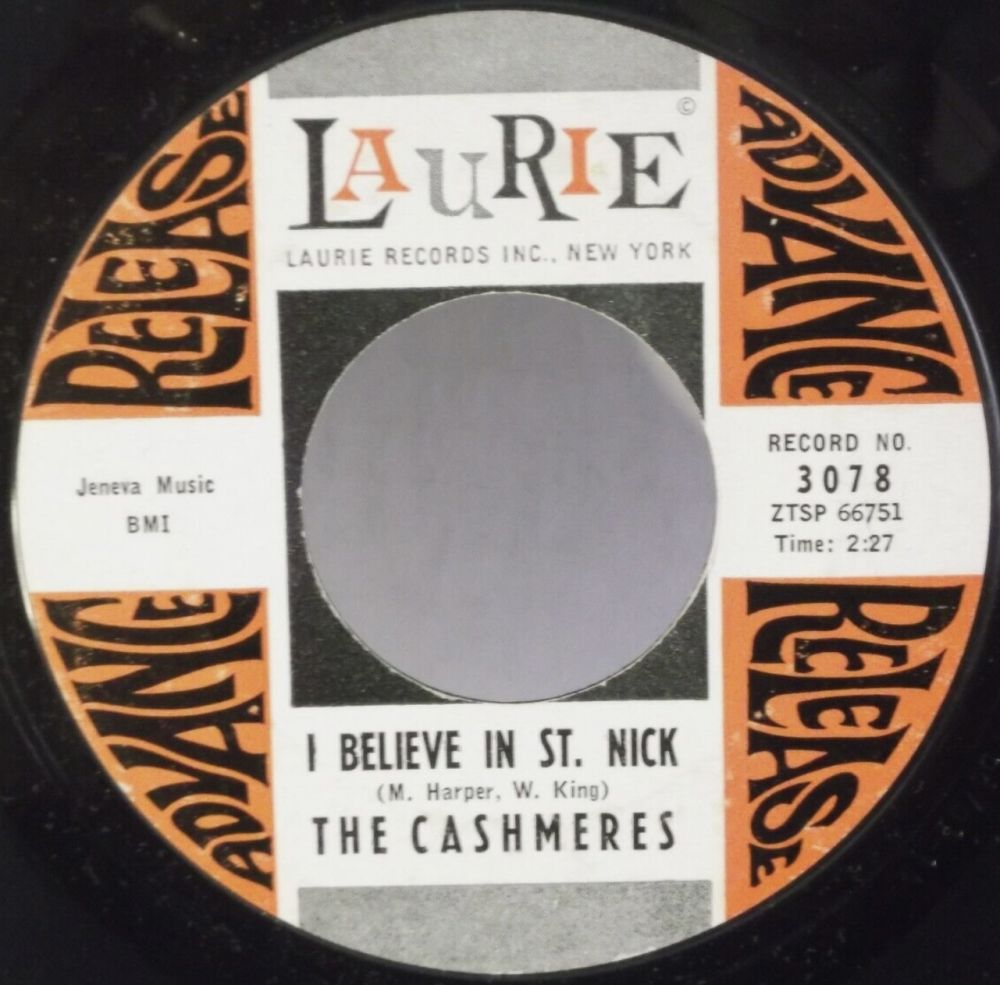 LAURIE
©
LAURIE RECORDS INC., NEW YORK
ADVANCE
RELEASE
Jeneva Music
BMI
RECORD NO.
3078
ZTSP 66751
Time: 2:27
ADVANCE
RELEASE
I BELIEVE IN ST. NICK
(M. Harper, W. King)
THE CASHMERES